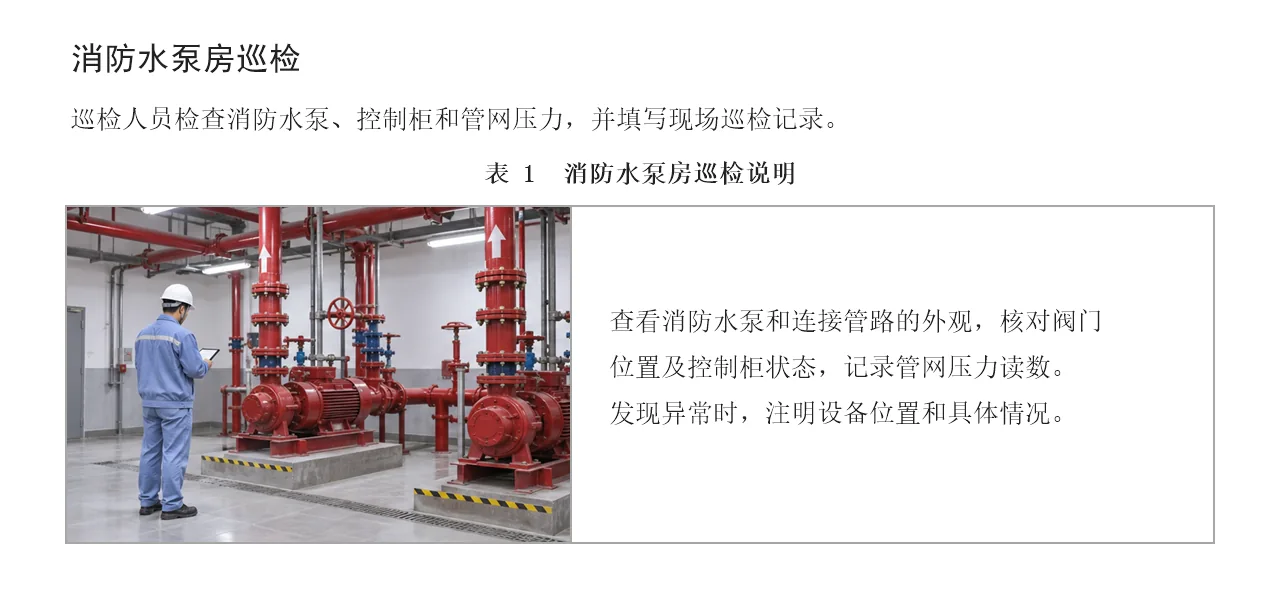 消防水泵房巡检
巡检人员检查消防水泵、控制柜和管网压力，并填写现场巡检记录。
表 1　消防水泵房巡检说明
查看消防水泵和连接管路的外观，核对阀门
位置及控制柜状态，记录管网压力读数。
发现异常时，注明设备位置和具体情况。